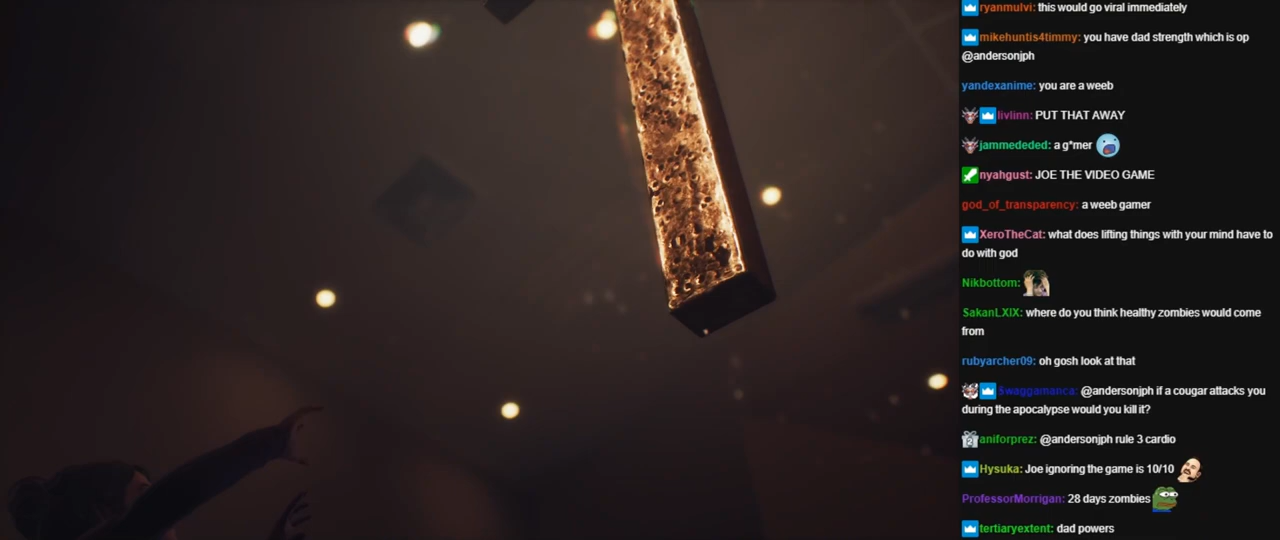 ryanmulvi: this would go viral immediately
mikehuntis4timmy: you have dad strength which is op
@andersonjph
yandexanime: you are a weeb
livlinn: PUT THAT AWAY
jammededed: a g*mer
nyahgust: JOE THE VIDEO GAME
god_of_transparency: a weeb gamer
XeroTheCat: what does lifting things with your mind have to
do with god
Nikbottom:
SakanLXIX: where do you think healthy zombies would come
from
rubyarcher09: oh gosh look at that
Swaggamanca: @andersonjph if a cougar attacks you
during the apocalypse would you kill it?
2
aniforprez: @andersonjph rule 3 cardio
Hysuka: Joe ignoring the game is 10/10
ProfessorMorrigan: 28 days zombies
tertiaryextent: dad powers